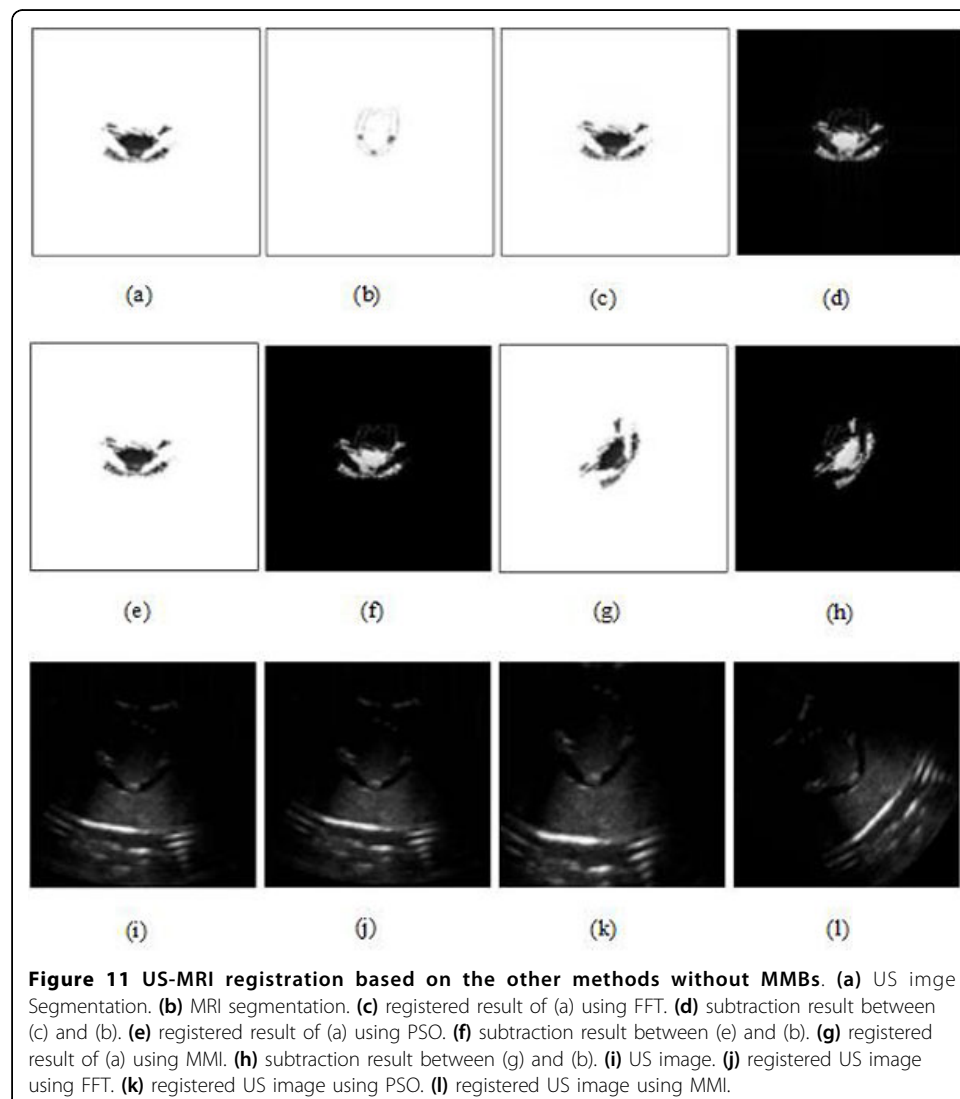 (a) (b) (c) (d)
(e) (f) (g) (h)
(i) (j) (k) (l)
Figure 11 US-MRI registration based on the other methods without MMBs. (a) US imge
Segmentation. (b) MRI segmentation. (c) registered result of (a) using FFT. (d) subtraction result between
(c) and (b). (e) registered result of (a) using PSO. (f) subtraction result between (e) and (b). (g) registered
result of (a) using MMI. (h) subtraction result between (g) and (b). (i) US image. (j) registered US image
using FFT. (k) registered US image using PSO. (l) registered US image using MMI.